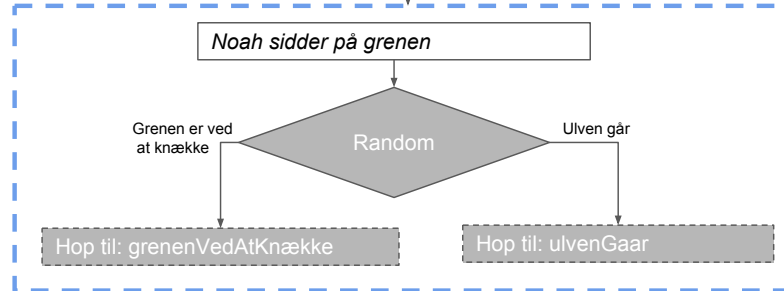 Noah sidder på grenen
Grenen er ved
at knække
Random
Ulven går
Hop til: grenenVedAtKnække
Hop til: ulvenGaar